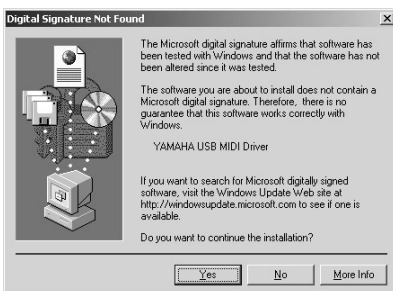 Digital Signature Not Found
The Microsoft digital signature affirms that software has
been tested with Windows and that the software has not
been altered since it was tested.
The software you are about to install does not contain a
Microsoft digital signature. Therefore, there is no
guarantee that this software works correctly with
Windows.
YAMAHA USB MIDI Driver
If you want to search for Microsoft digitally signed
software, visit the Windows Update Web site at
http://windowsupdate.microsoft.com to see if one is
available.
Do you want to continue the installation?
Yes No More Info